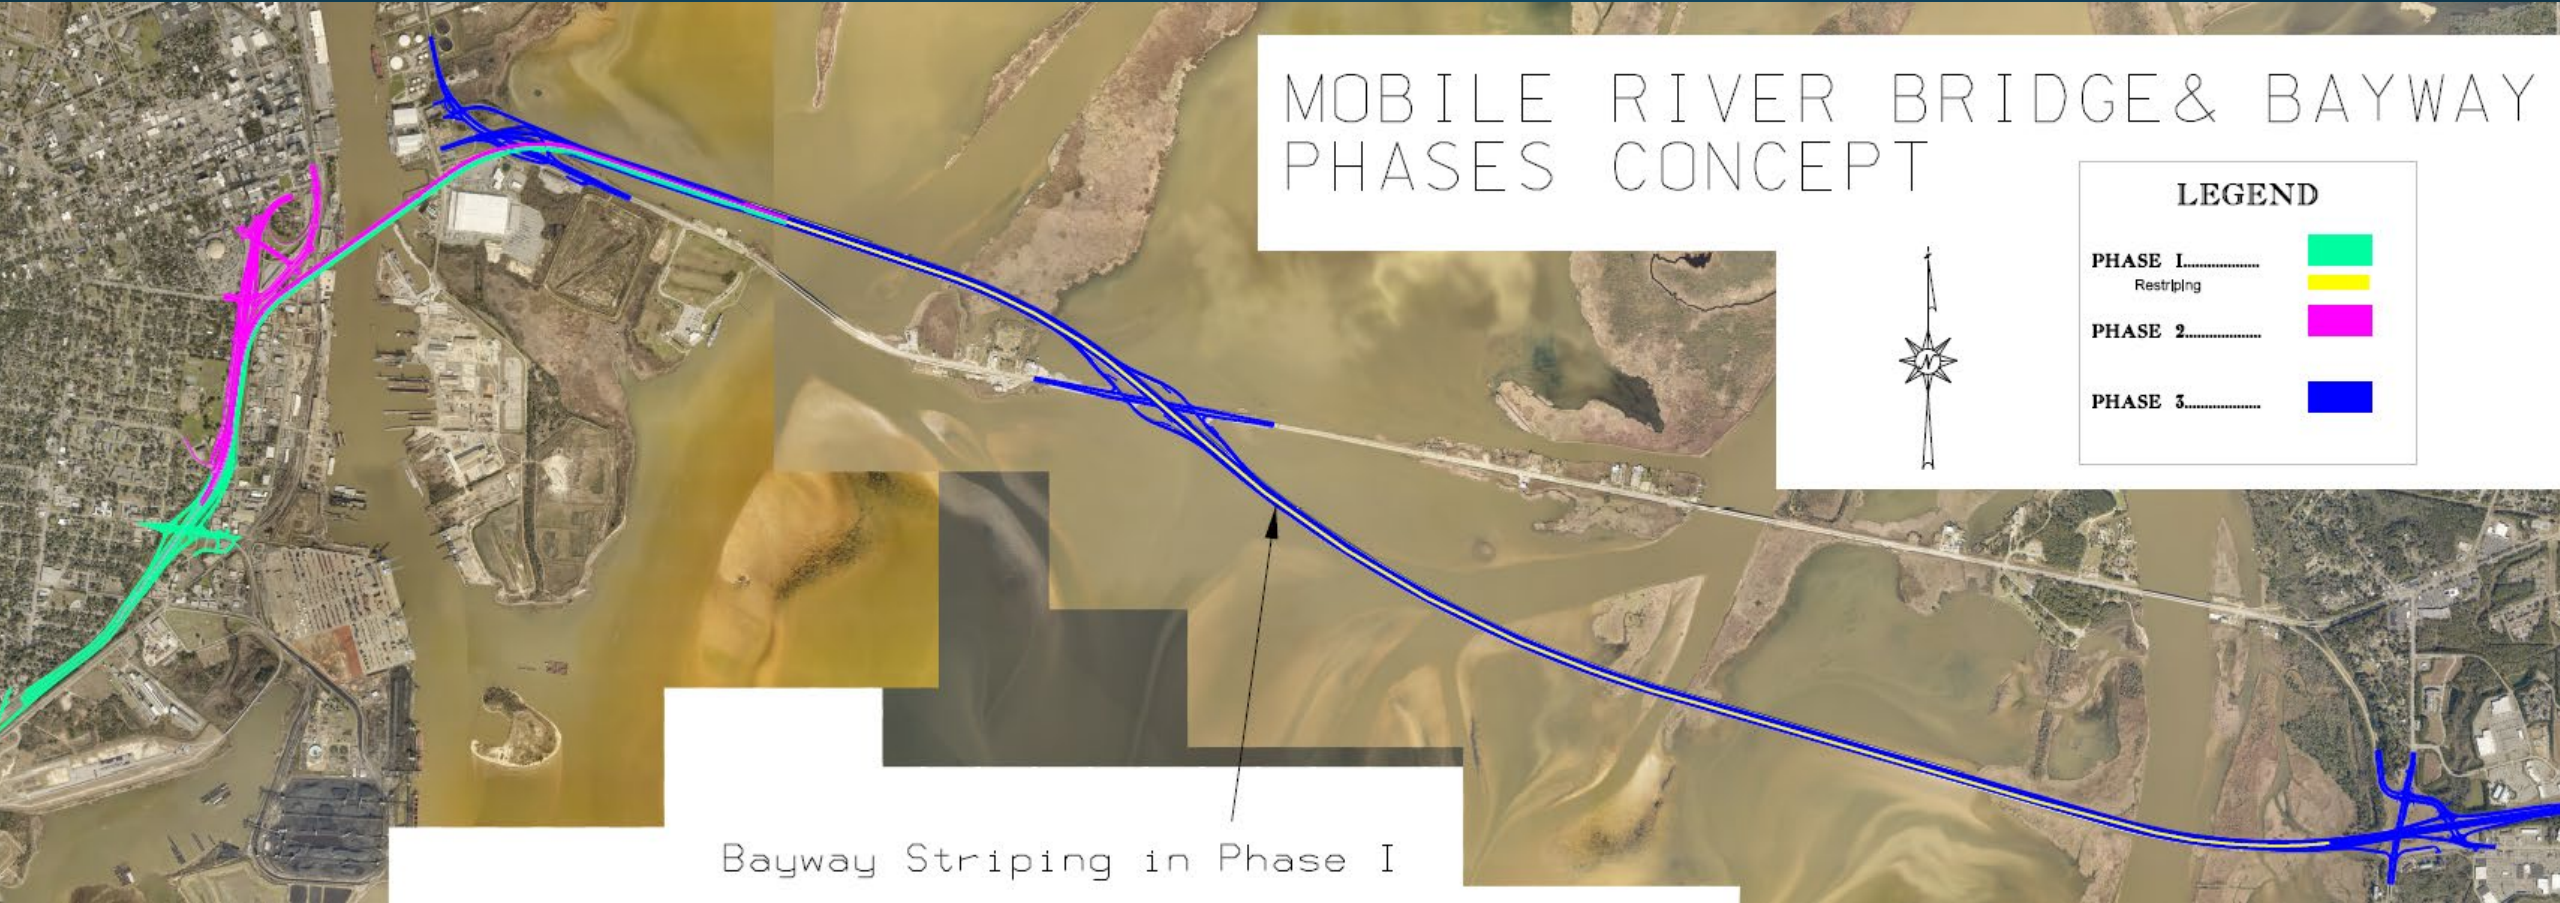 MOBILE RIVER BRIDGE& BAYWAY
PHASES CONCEPT
LEGEND
PHASE I....................
Restriping
PHASE 2....................
PHASE 3....................
N
Bayway Striping in Phase I